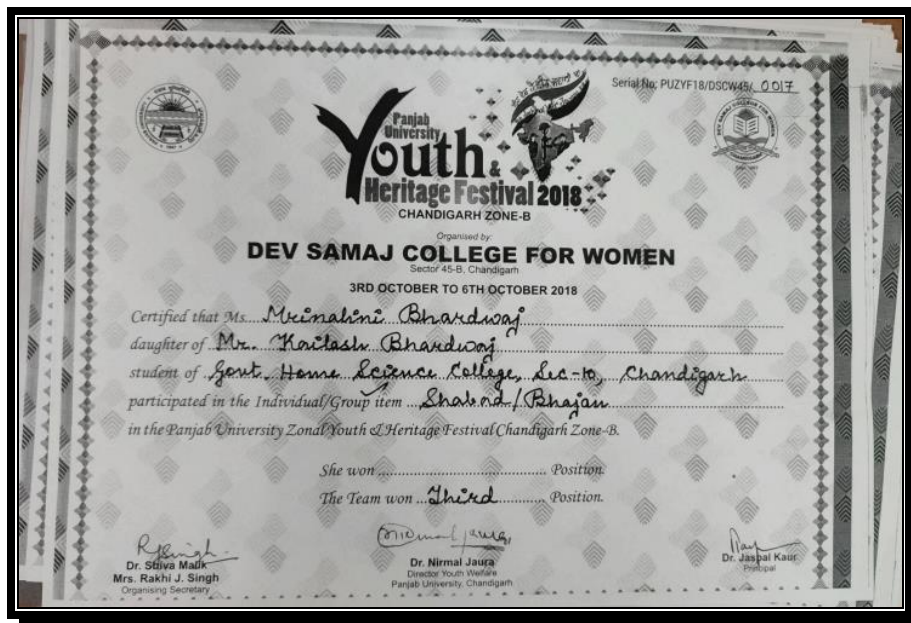 Serial No: PUZYF18/DSCW45/ 0017
Panjab
University
Youth &
Heritage Festival 2018
CHANDIGARH ZONE-B
Organised by:
DEV SAMAJ COLLEGE FOR WOMEN
Sector 45-B, Chandigarh
3RD OCTOBER TO 6TH OCTOBER 2018
Certified that Ms. Mrinalini Bhardwaj
daughter of Mr. Kailash Bhardwaj
student of Govt. Home Science College, Sec-10, Chandigarh
participated in the Individual/Group item Shabad/Bhajan
in the Panjab University Zonal Youth & Heritage Festival Chandigarh Zone-B.
She won ............ Position.
The Team won ...Third............ Position.
Dr. Shiva Malik
Mrs. Rakhi J. Singh
Organising Secretary
Dr. Nirmal Jaura
Director Youth Welfare
Panjab University, Chandigarh
Dr. Jaspal Kaur
Principal